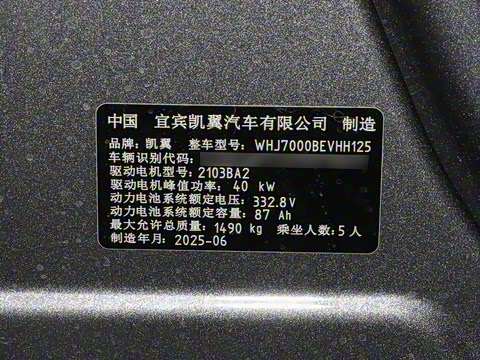 中国 宜宾凯翼汽车有限公司 制造
品牌: 凯翼 整车型号: WHJ7000BEVHH125
车辆识别代码:
驱动电机型号: 2103BA2
驱动电机峰值功率: 40 kW
动力电池系统额定电压: 332.8V
动力电池系统额定容量: 87 Ah
最大允许总质量: 1490 kg 乘坐人数: 5 人
制造年月: 2025-06